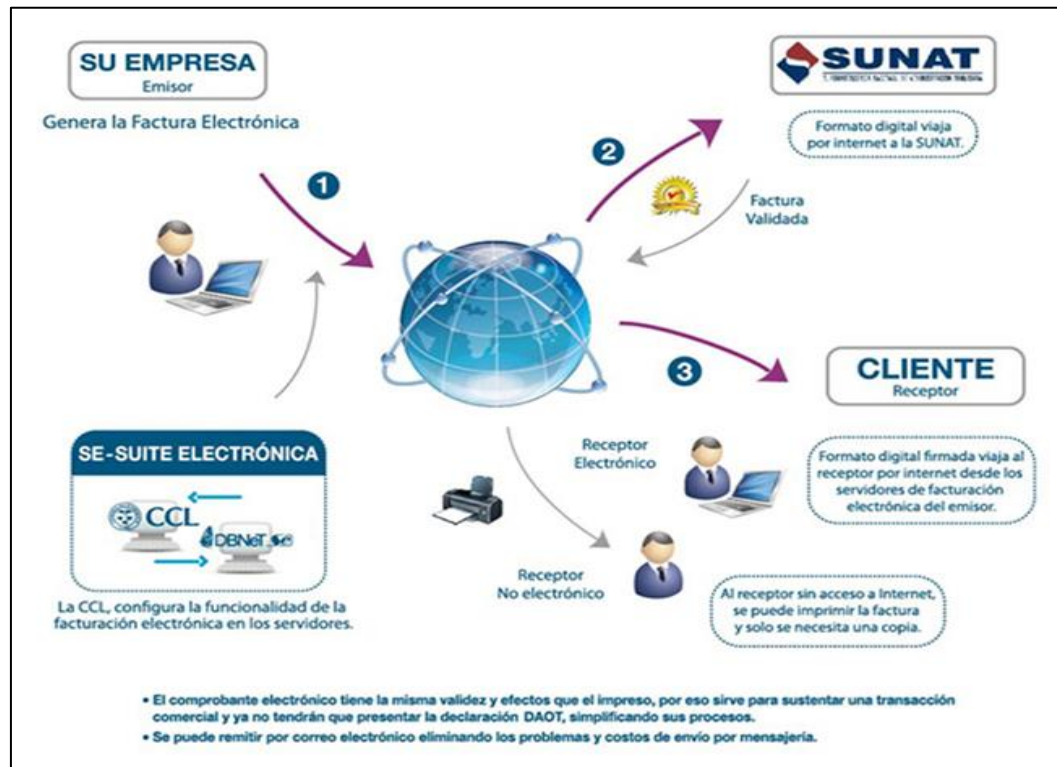 SU EMPRESA
Emisor
Genera la Factura Electrónica
1
2
SUNAT
Formato digital viaja
por internet a la SUNAT.
Factura
Validada
3
CLIENTE
Receptor
Receptor
Electrónico
Formato digital firmada viaja al
receptor por internet desde los
servidores de facturación
electrónica del emisor.
SE-SUITE ELECTRÓNICA
CCL
DBNeT se
La CCL, configura la funcionalidad de la
facturación electrónica en los servidores.
Receptor
No electrónico
Al receptor sin acceso a Internet,
se puede imprimir la factura
y solo se necesita una copia.
• El comprobante electrónico tiene la misma validez y efectos que el impreso, por eso sirve para sustentar una transacción
comercial y ya no tendrán que presentar la declaración DAOT, simplificando sus procesos.
• Se puede remitir por correo electrónico eliminando los problemas y costos de envío por mensajería.